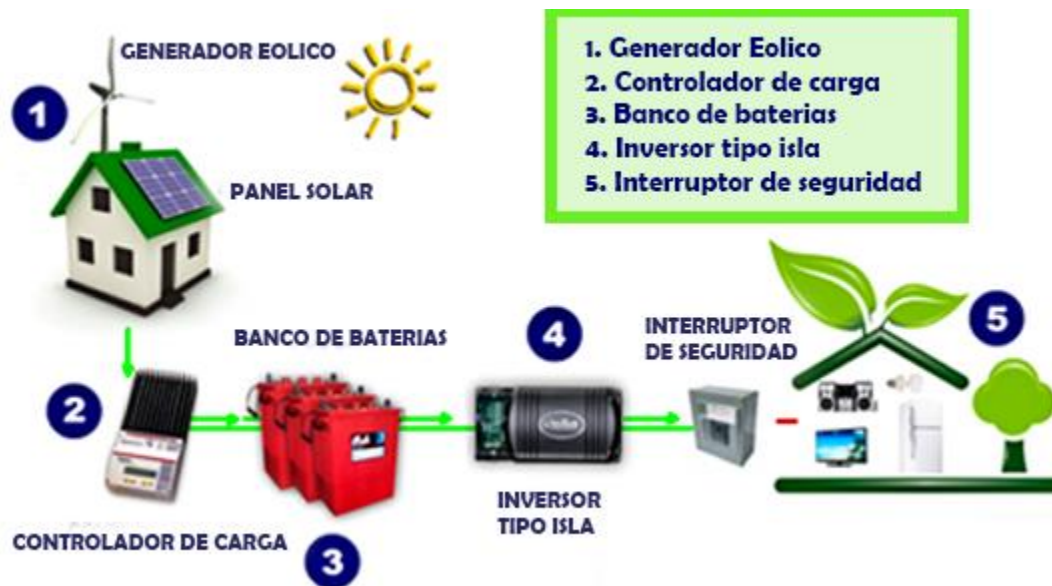 GENERADOR EOLICO
1. Generador Eolico
2. Controlador de carga
3. Banco de baterias
4. Inversor tipo isla
5. Interruptor de seguridad
1
PANEL SOLAR
BANCO DE BATERIAS
4
INTERRUPTOR
DE SEGURIDAD
5
2
INVERSOR
TIPO ISLA
CONTROLADOR DE CARGA
3